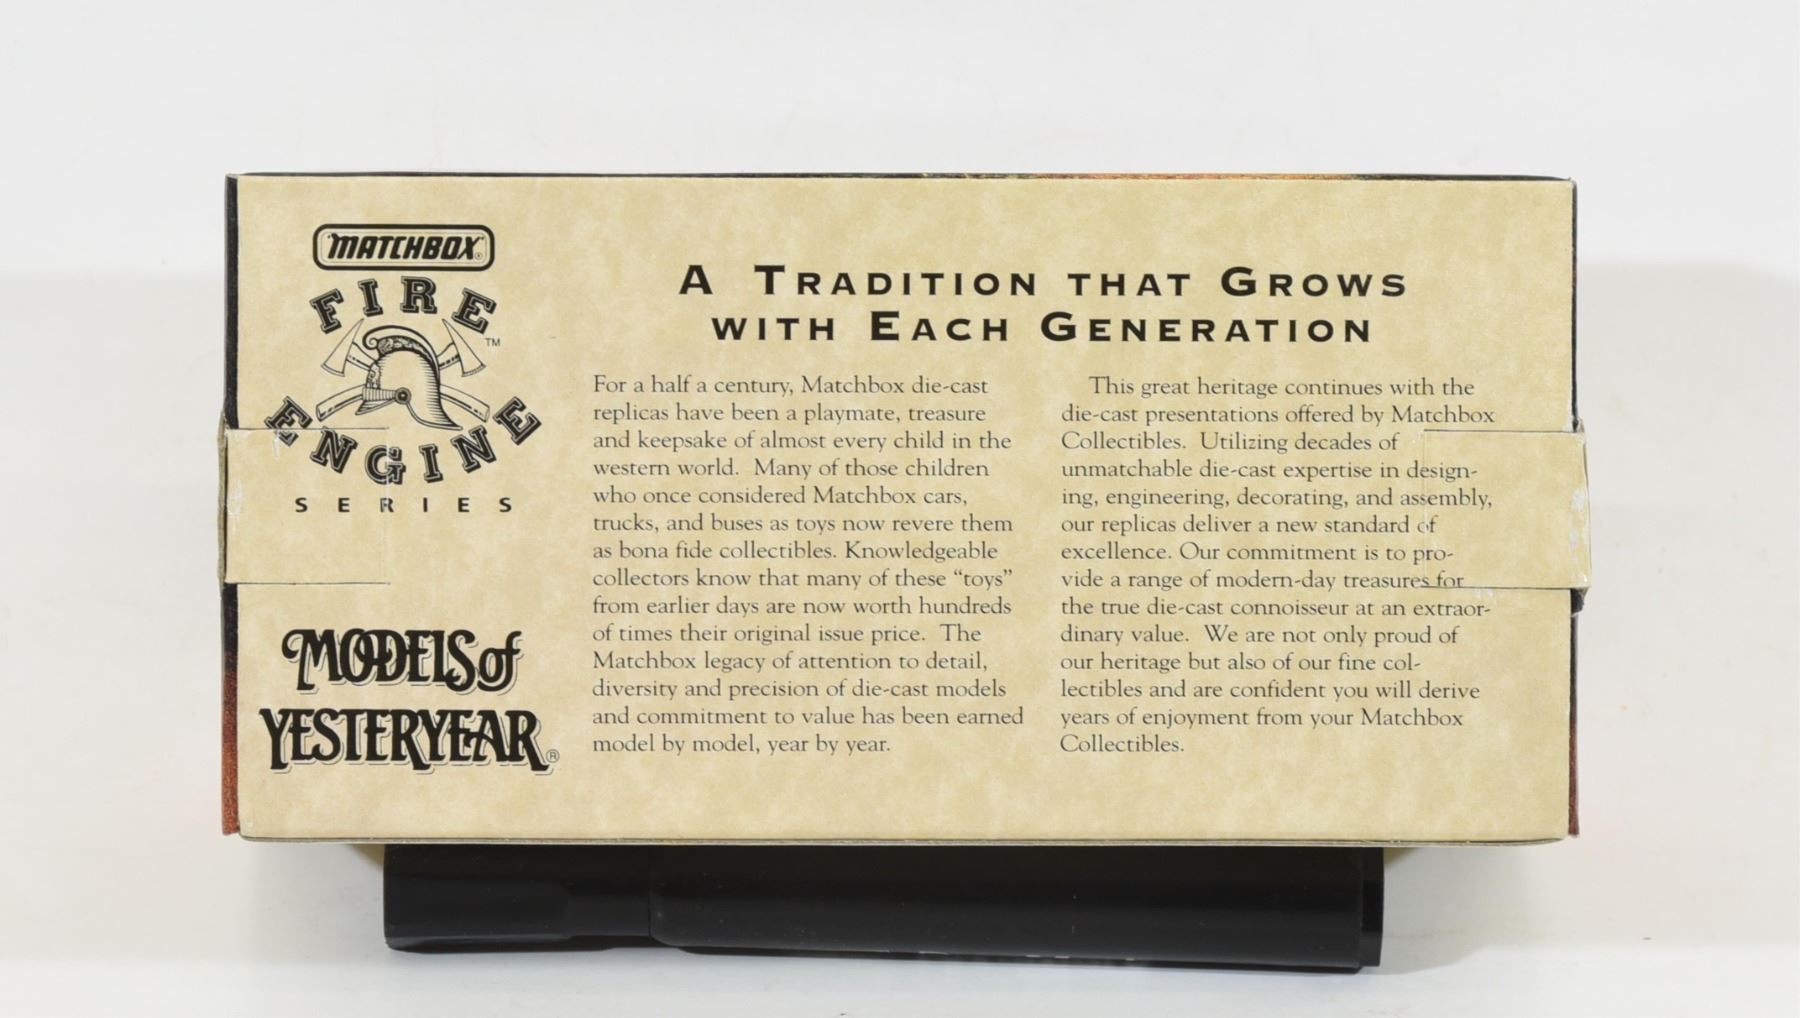 MATCHBOX®
FIRE
ENGINE™
SERIES
MODELS of
YESTERYEAR®
A TRADITION THAT GROWS
WITH EACH GENERATION
For a half a century, Matchbox die-cast
replicas have been a playmate, treasure
and keepsake of almost every child in the
western world.  Many of those children
who once considered Matchbox cars,
trucks, and buses as toys now revere them
as bona fide collectibles. Knowledgeable
collectors know that many of these “toys”
from earlier days are now worth hundreds
of times their original issue price.  The
Matchbox legacy of attention to detail,
diversity and precision of die-cast models
and commitment to value has been earned
model by model, year by year.
This great heritage continues with the
die-cast presentations offered by Matchbox
Collectibles.  Utilizing decades of
unmatchable die-cast expertise in design-
ing, engineering, decorating, and assembly,
our replicas deliver a new standard of
excellence. Our commitment is to pro-
vide a range of modern-day treasures for
the true die-cast connoisseur at an extraor-
dinary value.  We are not only proud of
our heritage but also of our fine col-
lectibles and are confident you will derive
years of enjoyment from your Matchbox
Collectibles.